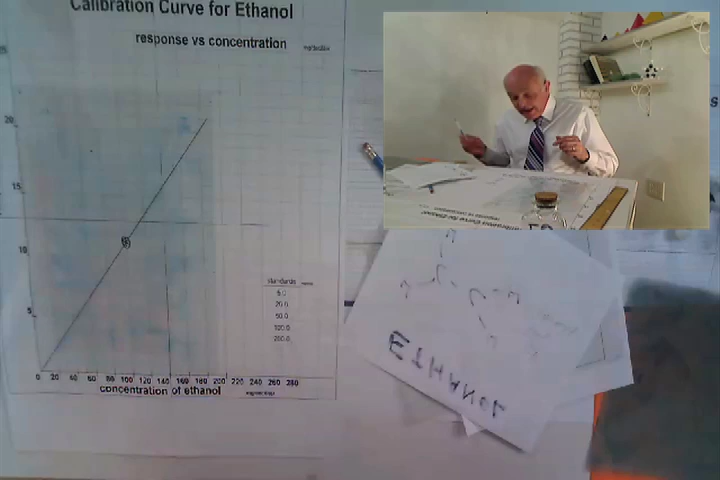 Calibration Curve for Ethanol
response vs concentration
20
15
10
5
standards
5.0
20.0
50.0
200.0
0 20 40 60 80 100 120 140 160 180 200 220 240 260 280
concentration of ethanol
ETHANOL